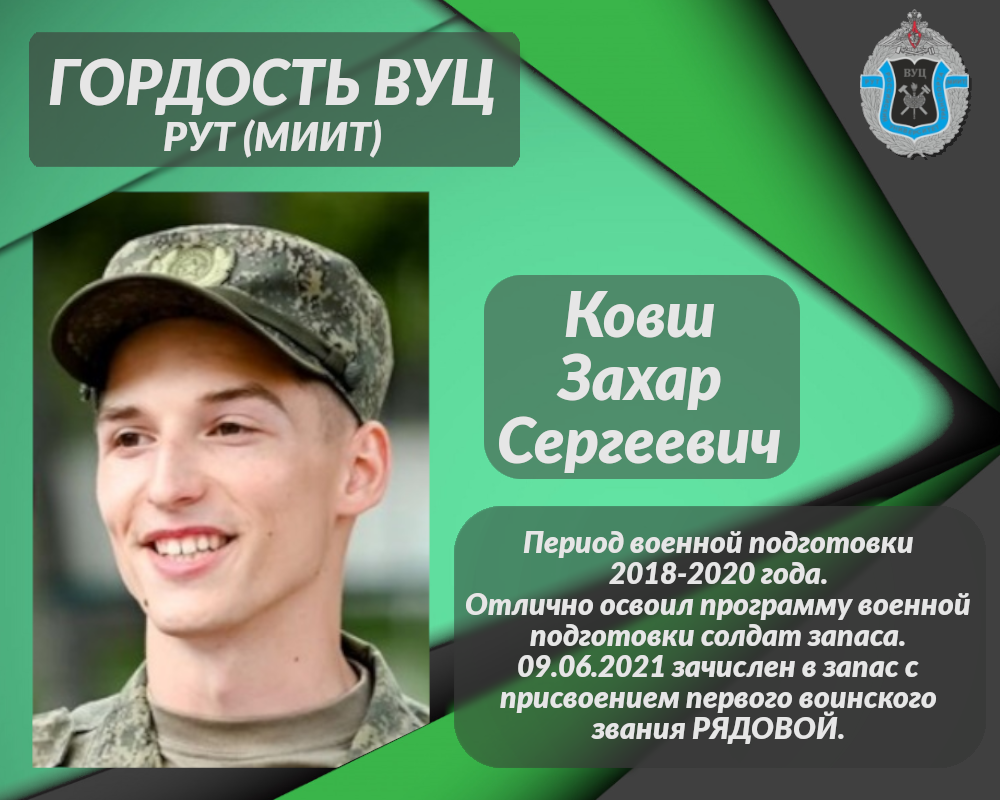 ГОРДОСТЬ ВУЦ
РУТ (МИИТ)
ВУЦ
Ковш
Захар
Сергеевич
Период военной подготовки
2018-2020 года.
Отлично освоил программу военной
подготовки солдат запаса.
09.06.2021 зачислен в запас с
присвоением первого воинского
звания РЯДОВОЙ.